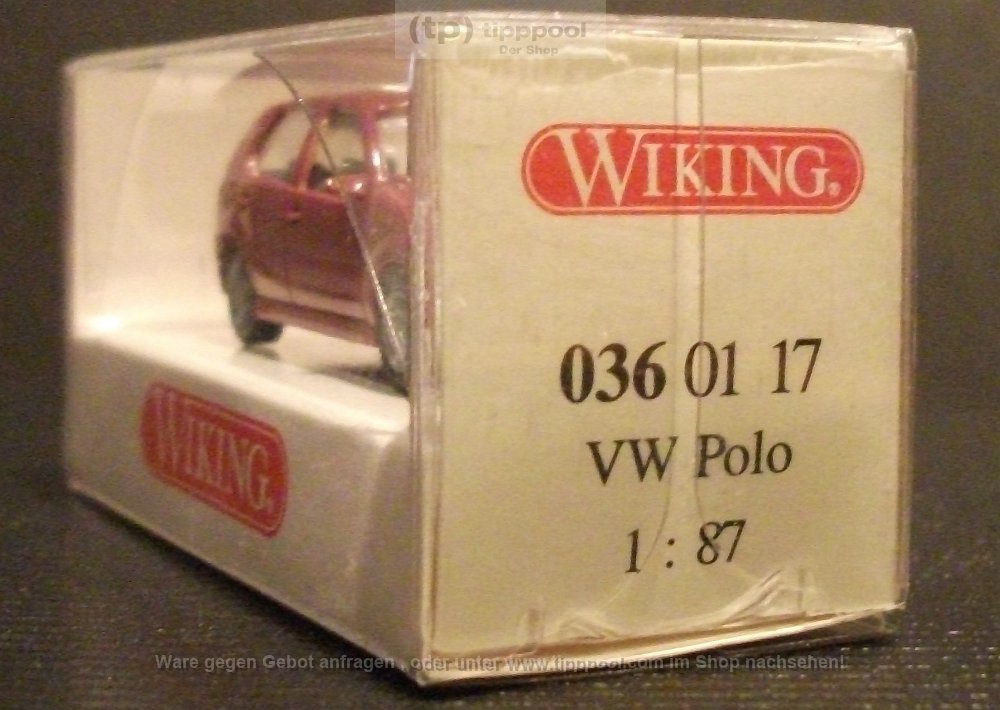 (tp) tipppool
Der Shop
WIKING®
036 01 17
VW Polo
1 : 87
WIKING®
Ware gegen Gebot anfragen , oder unter www.tipppool.com im Shop nachsehen!